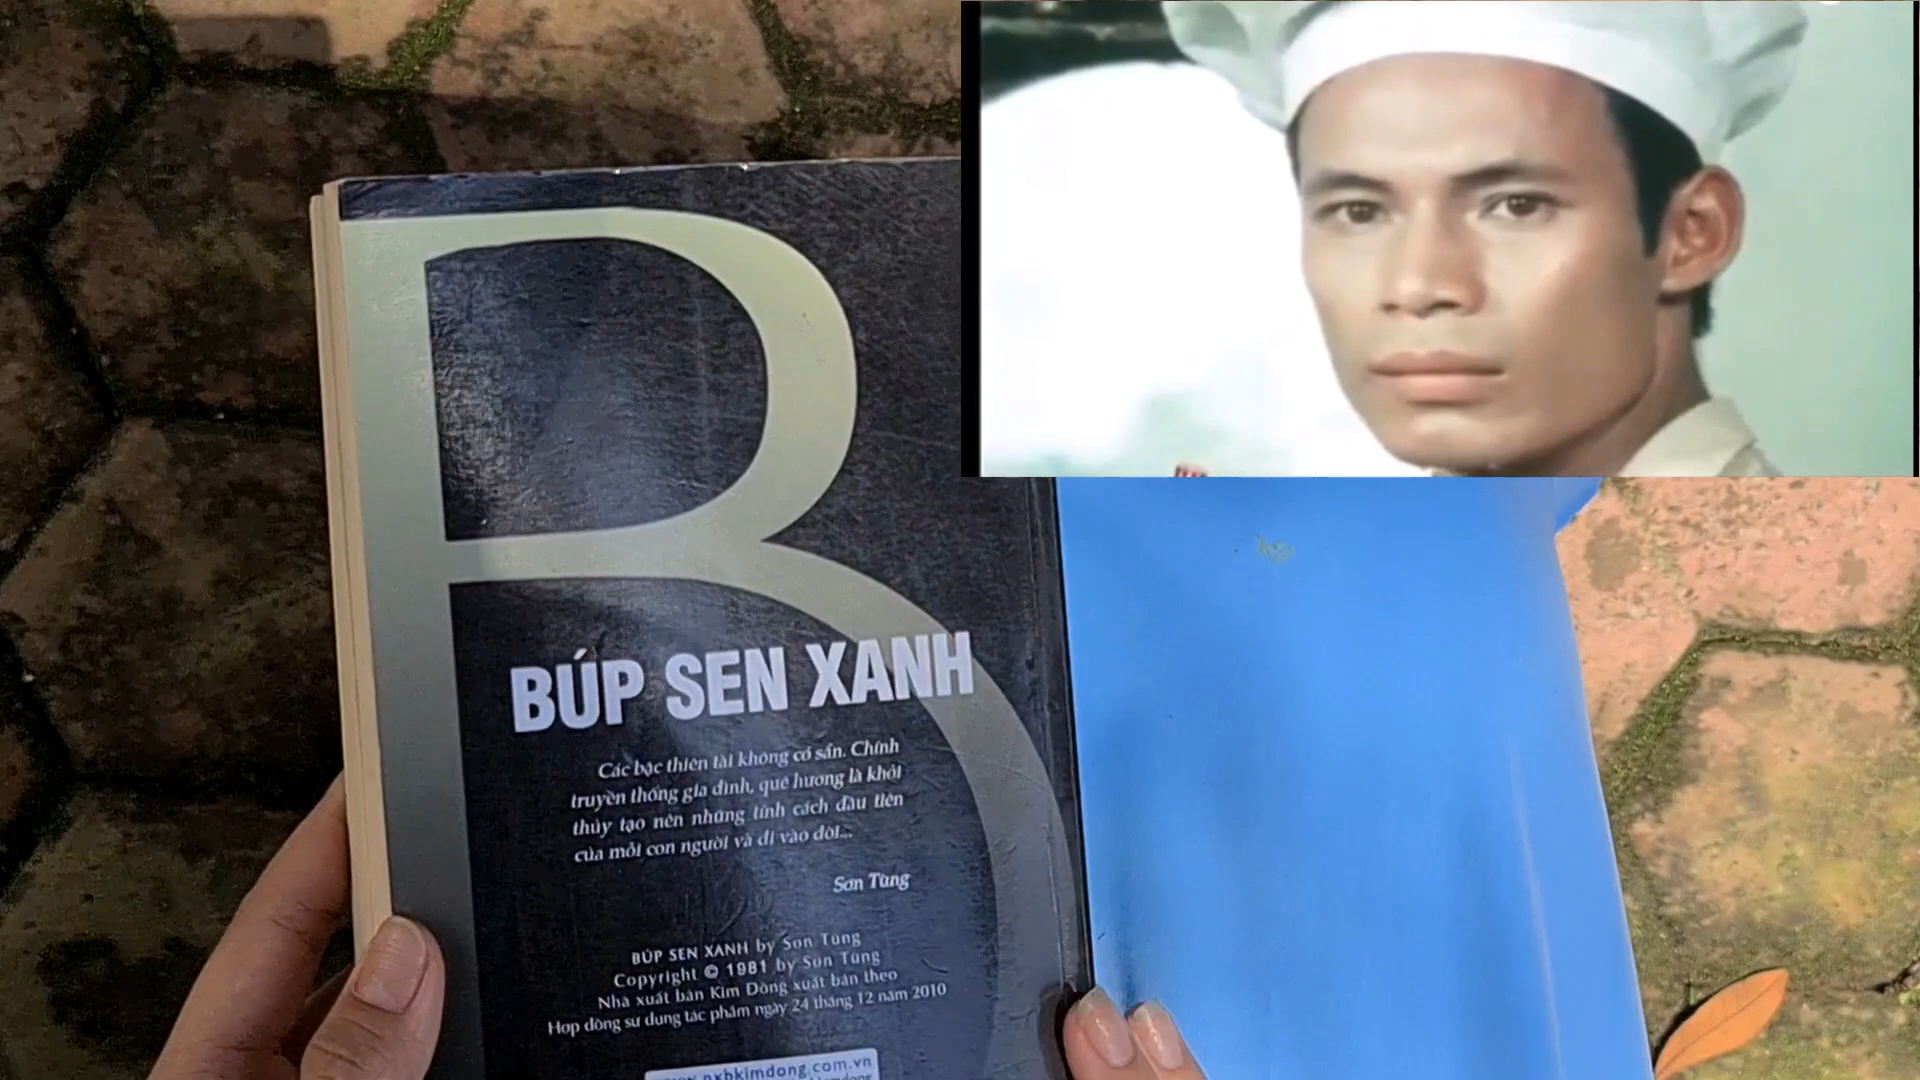 BÚP SEN XANH
Các bậc thiên tài không có sẵn. Chính
truyền thống gia đình, quê hương là khởi
thủy tạo nên những tính cách đầu tiên
của mỗi con người và đi vào đời...
Sơn Tùng
BÚP SEN XANH by Sơn Tùng
Copyright © 1981 by Sơn Tùng
Nhà xuất bản Kim Đồng xuất bản theo
Hợp đồng sử dụng tác phẩm ngày 24 tháng 12 năm 2010
nxbkimdong.com.vn